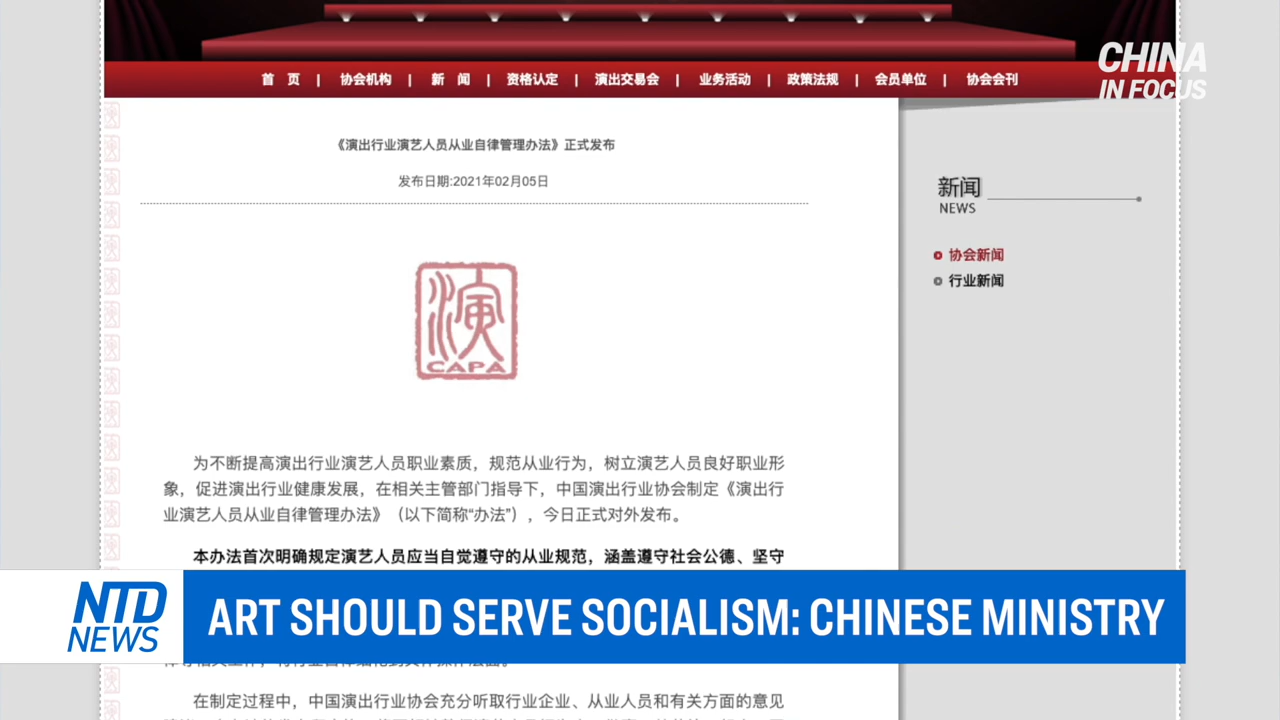 首 页 | 协会机构 | 新 闻 | 资格认定 | 演出交易会 | 业务活动 | 政策法规 | 会员单位 | 协会会刊
CHINA
IN FOCUS
《演出行业演艺人员从业自律管理办法》正式发布
发布日期:2021年02月05日
新闻
NEWS
协会新闻
行业新闻
演
CAPA
为不断提高演出行业演艺人员职业素质，规范从业行为，树立演艺人员良好职业形
象，促进演出行业健康发展，在相关主管部门指导下，中国演出行业协会制定《演出行
业演艺人员从业自律管理办法》（以下简称“办法”），今日正式对外发布。
本办法首次明确规定演艺人员应当自觉遵守的从业规范，涵盖遵守社会公德、坚守
NTD
NEWS
ART SHOULD SERVE SOCIALISM: CHINESE MINISTRY
在制定过程中，中国演出行业协会充分听取行业企业、从业人员和有关方面的意见